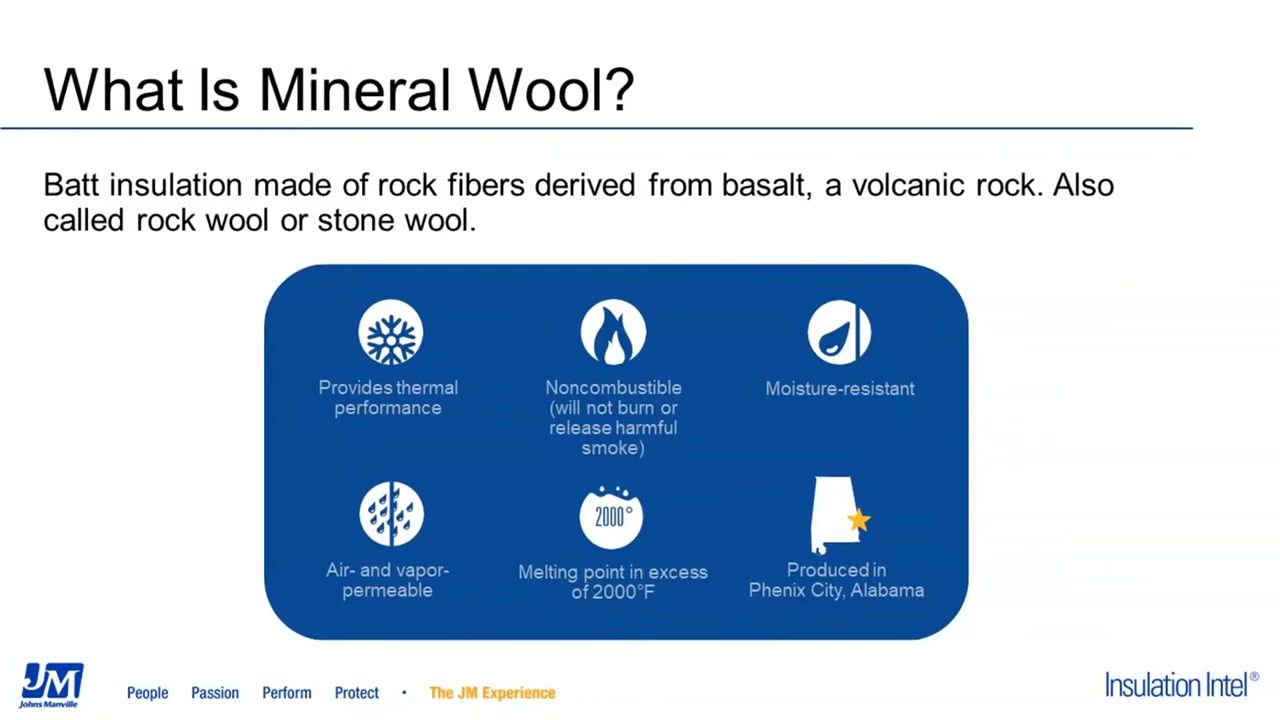 What Is Mineral Wool?
Batt insulation made of rock fibers derived from basalt, a volcanic rock. Also
called rock wool or stone wool.
Provides thermal
performance
Noncombustible
(will not burn or
release harmful
smoke)
Moisture-resistant
Air- and vapor-
permeable
2000°
Melting point in excess
of 2000°F
Produced in
Phenix City, Alabama
JM
Johns Manville
People Passion Perform Protect • The JM Experience
Insulation Intel®